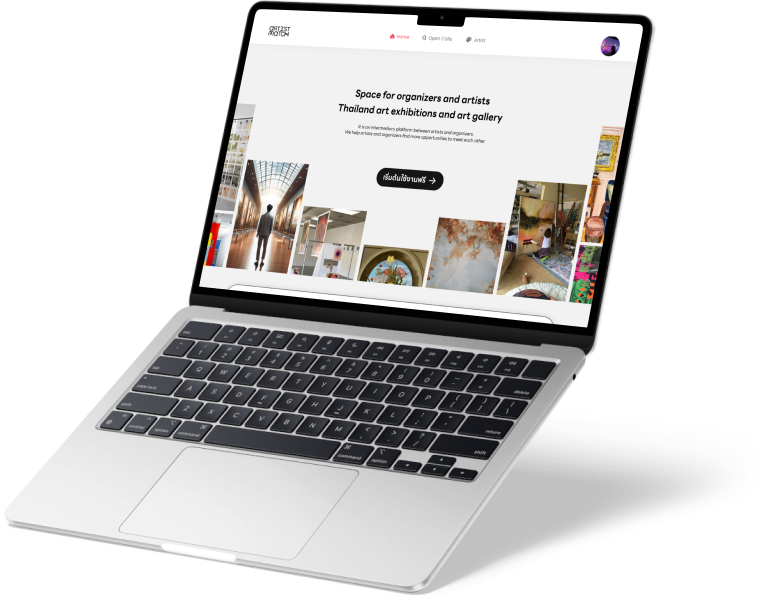 ARTIST
MATCH
Home
Open Calls
Artist
Space for organizers and artists
Thailand art exhibitions and art gallery
It is an intermediary platform between artists and organizers
We help artists and organizers find more opportunities to meet each other
เริ่มต้นใช้งานฟรี →
esc
delete
tab
Q W E R T Y U I O P
caps lock
A S D F G H J K L
return
shift
Z X C V B N M
shift
control
option
command
command
option